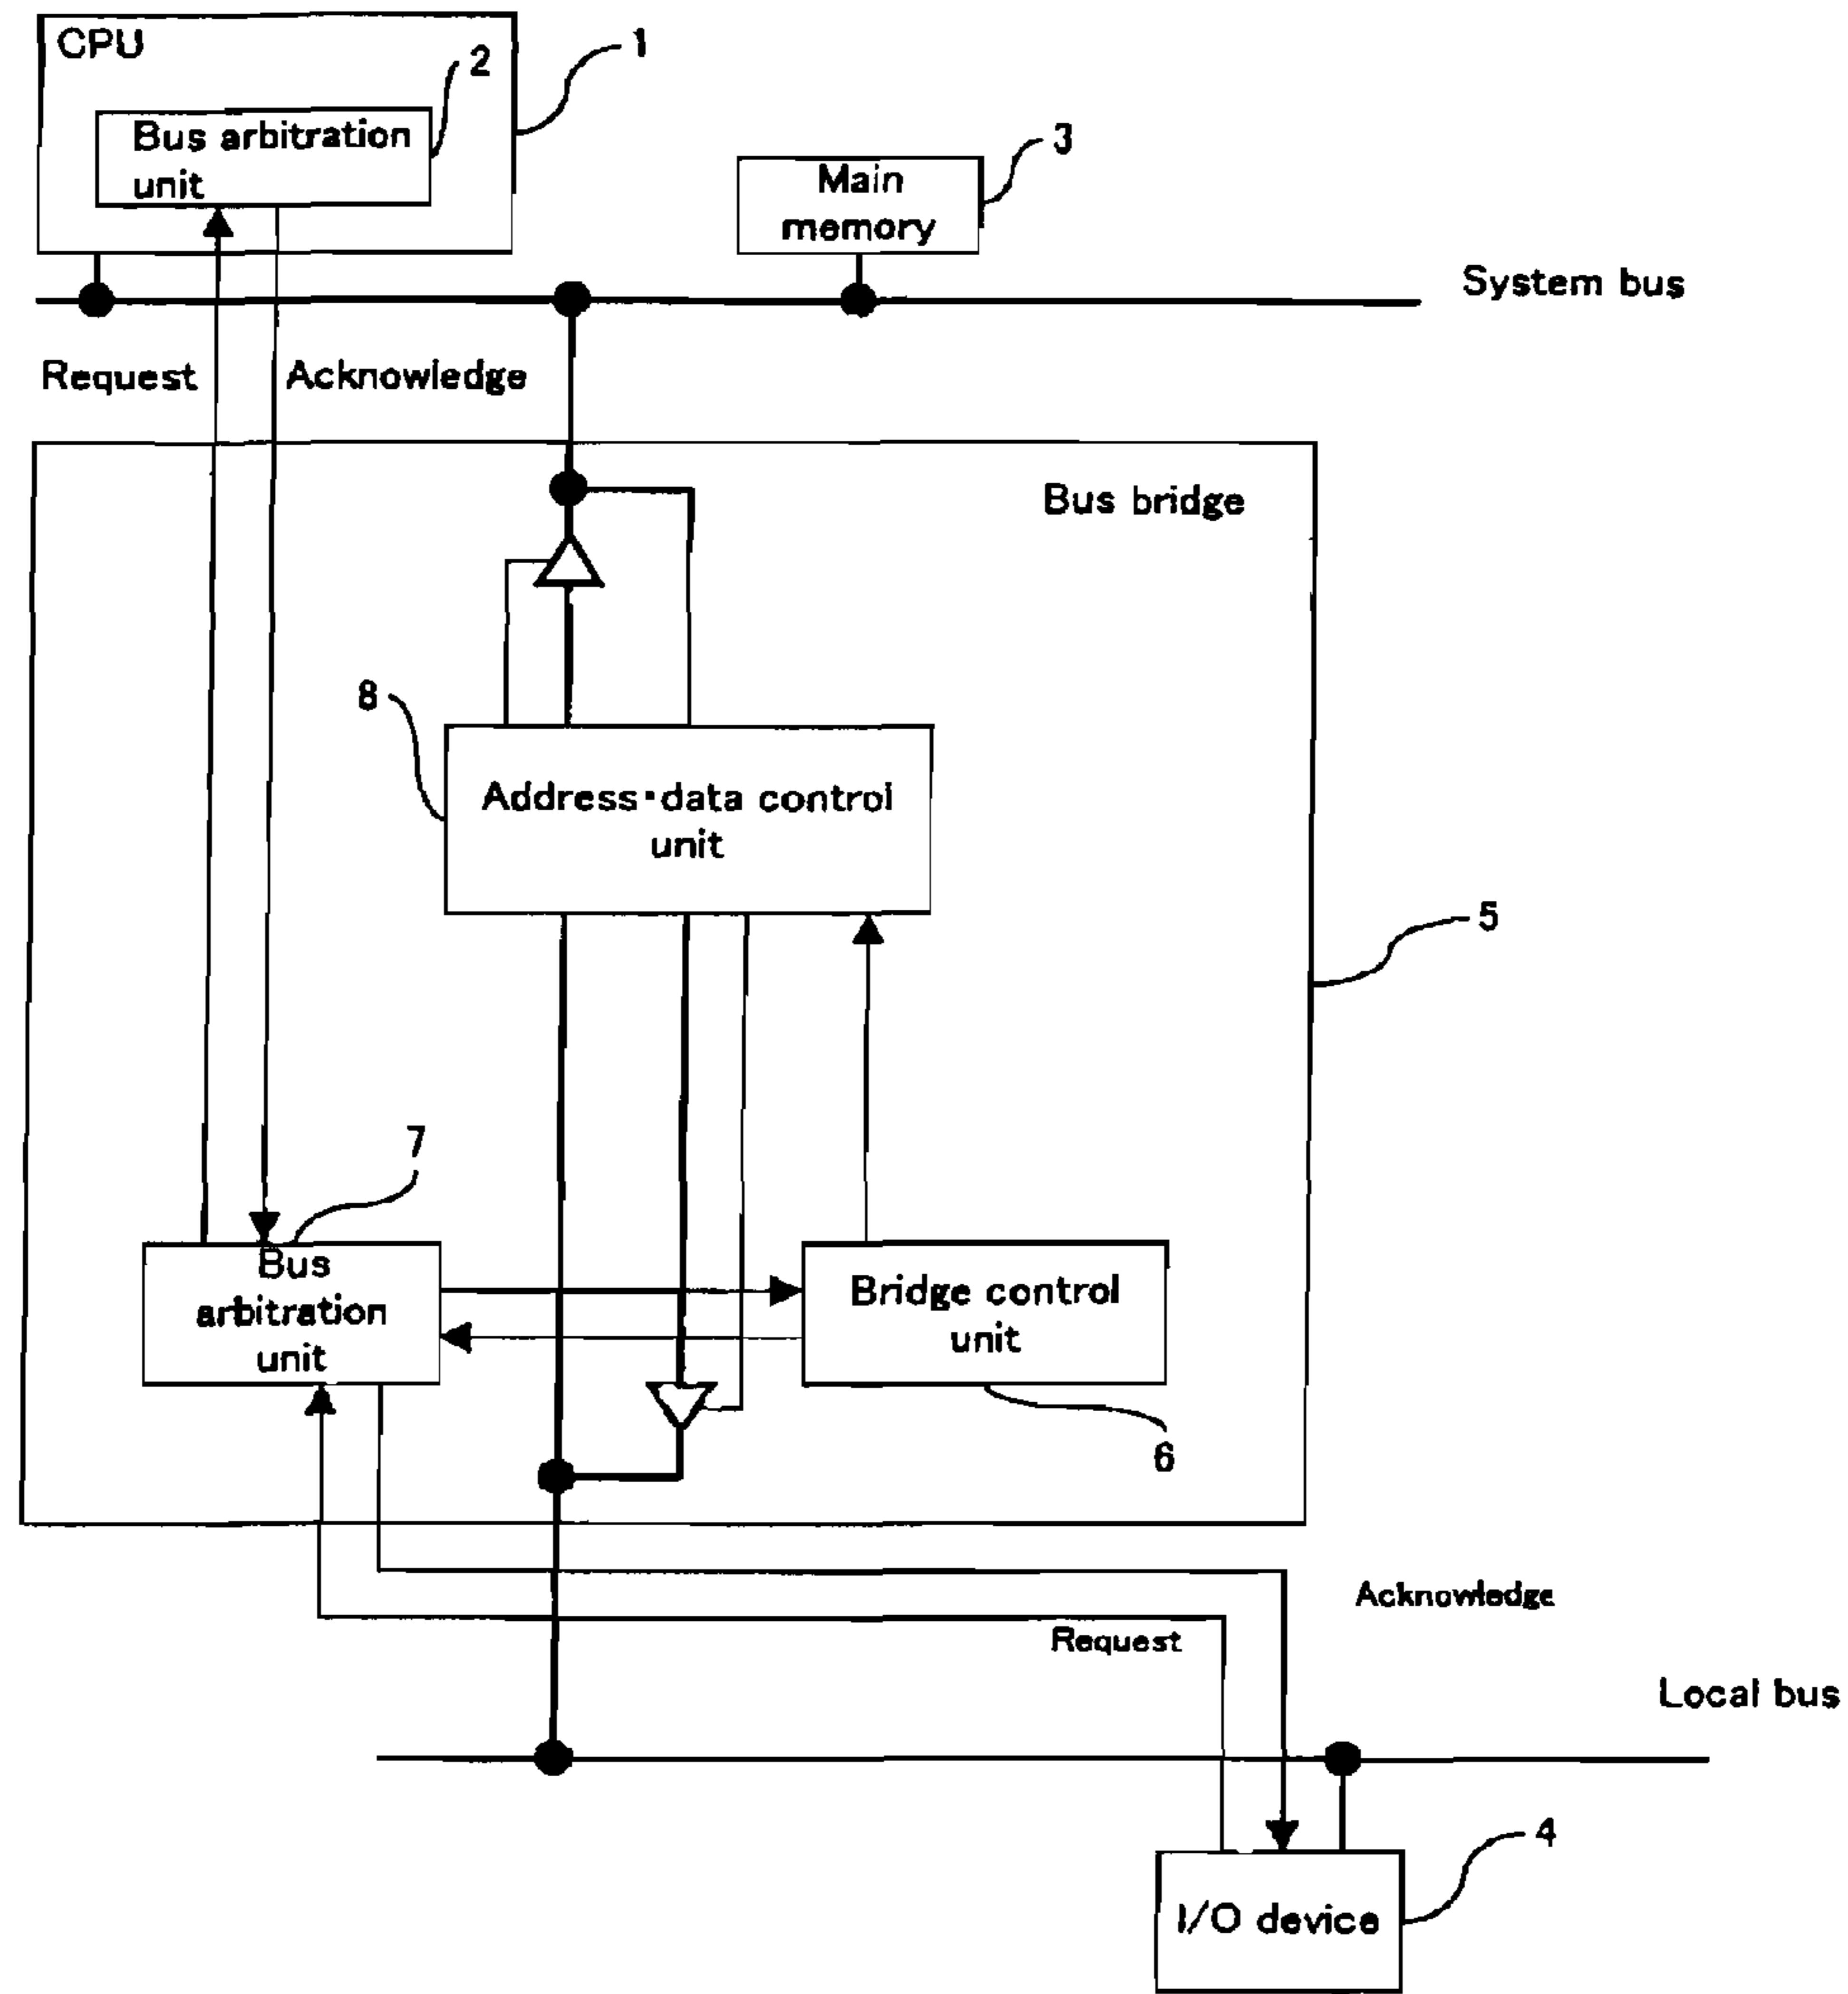 CPU
1
2
Bus arbitration
unit
3
Main
memory
System bus
Request
Acknowledge
Bus bridge
8
Address·data control
unit
5
7
Bus
arbitration
unit
Bridge control
unit
6
Acknowledge
Request
Local bus
4
I/O device